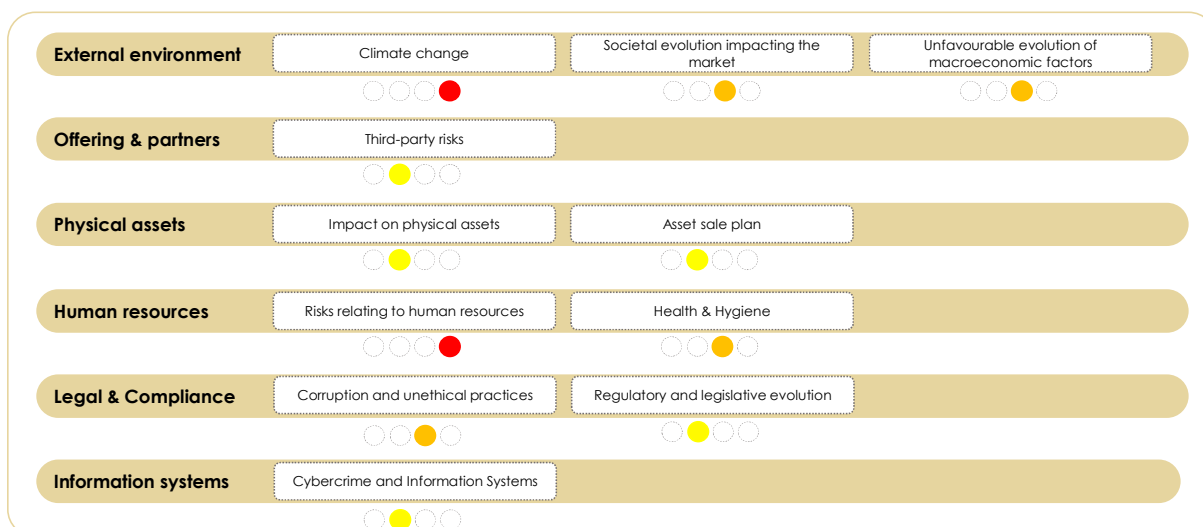 External environment
Climate change
Societal evolution impacting the
market
Unfavourable evolution of
macroeconomic factors
Offering & partners
Third-party risks
Physical assets
Impact on physical assets
Asset sale plan
Human resources
Risks relating to human resources
Health & Hygiene
Legal & Compliance
Corruption and unethical practices
Regulatory and legislative evolution
Information systems
Cybercrime and Information Systems